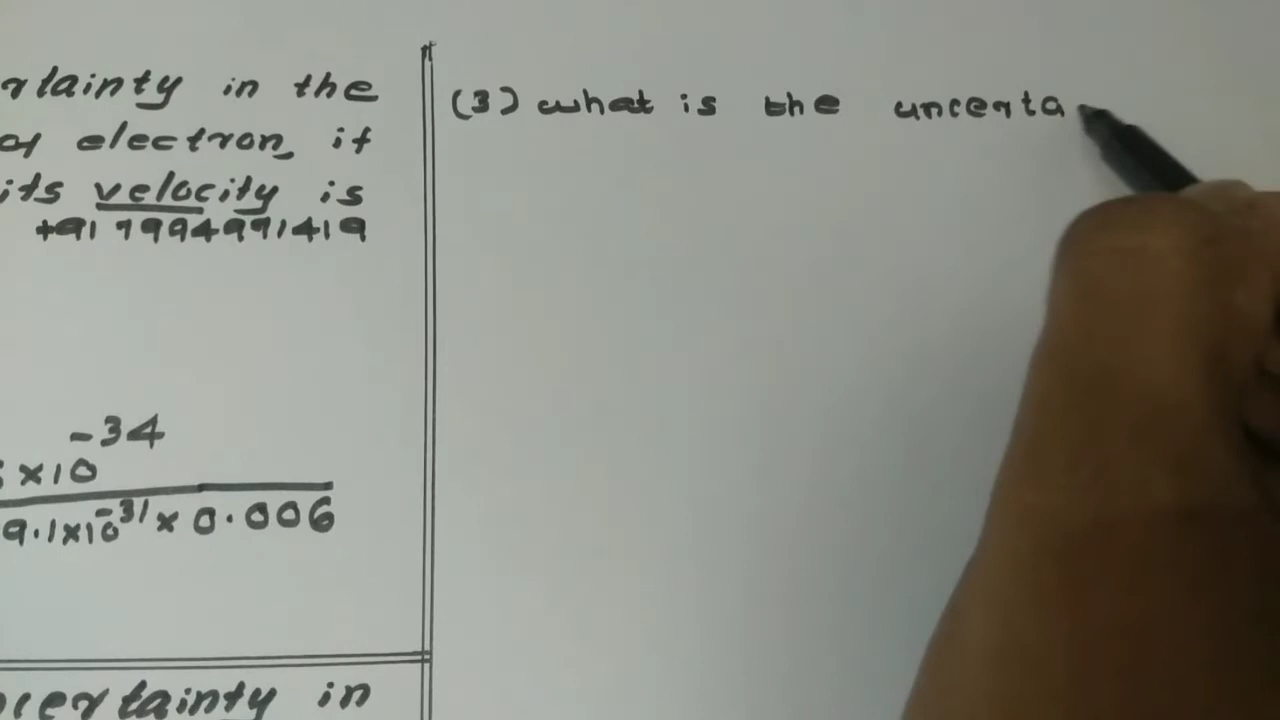 rtainty in the
of electron, if
its velocity is
+91 7994991419
-34
×10
9.1×10-31 × 0.006
certainty in
(3) what is the uncerta